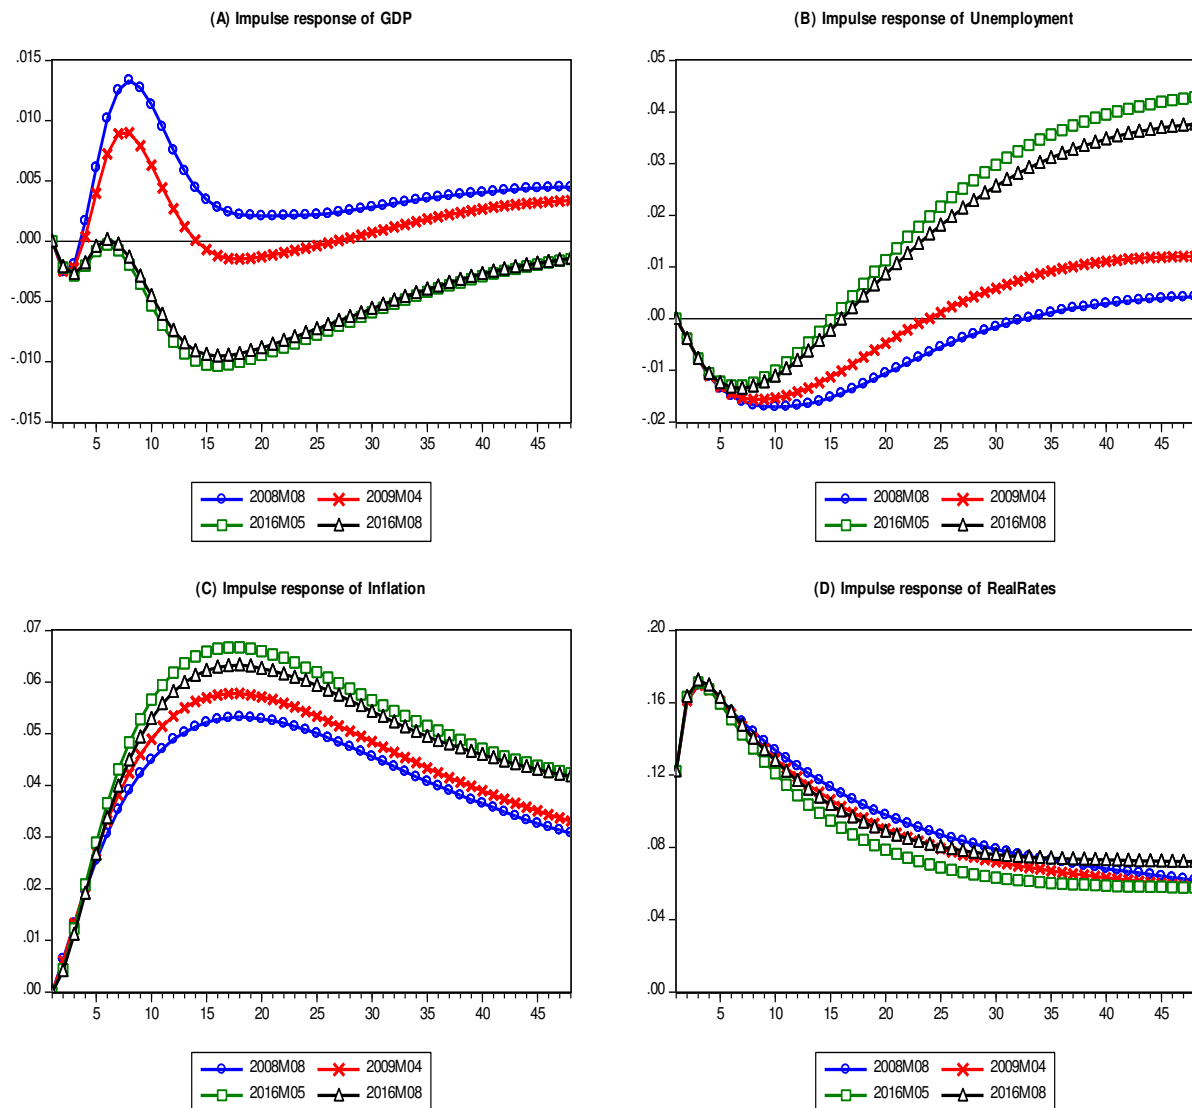 (A) Impulse response of GDP
.015
.010
.005
.000
-.005
-.010
-.015
5 10 15 20 25 30 35 40 45
2008M08 2009M04
2016M05 2016M08
(B) Impulse response of Unemployment
.05
.04
.03
.02
.01
.00
-.01
-.02
5 10 15 20 25 30 35 40 45
2008M08 2009M04
2016M05 2016M08
(C) Impulse response of Inflation
.07
.06
.05
.04
.03
.02
.01
.00
5 10 15 20 25 30 35 40 45
2008M08 2009M04
2016M05 2016M08
(D) Impulse response of RealRates
.20
.16
.12
.08
.04
.00
5 10 15 20 25 30 35 40 45
2008M08 2009M04
2016M05 2016M08